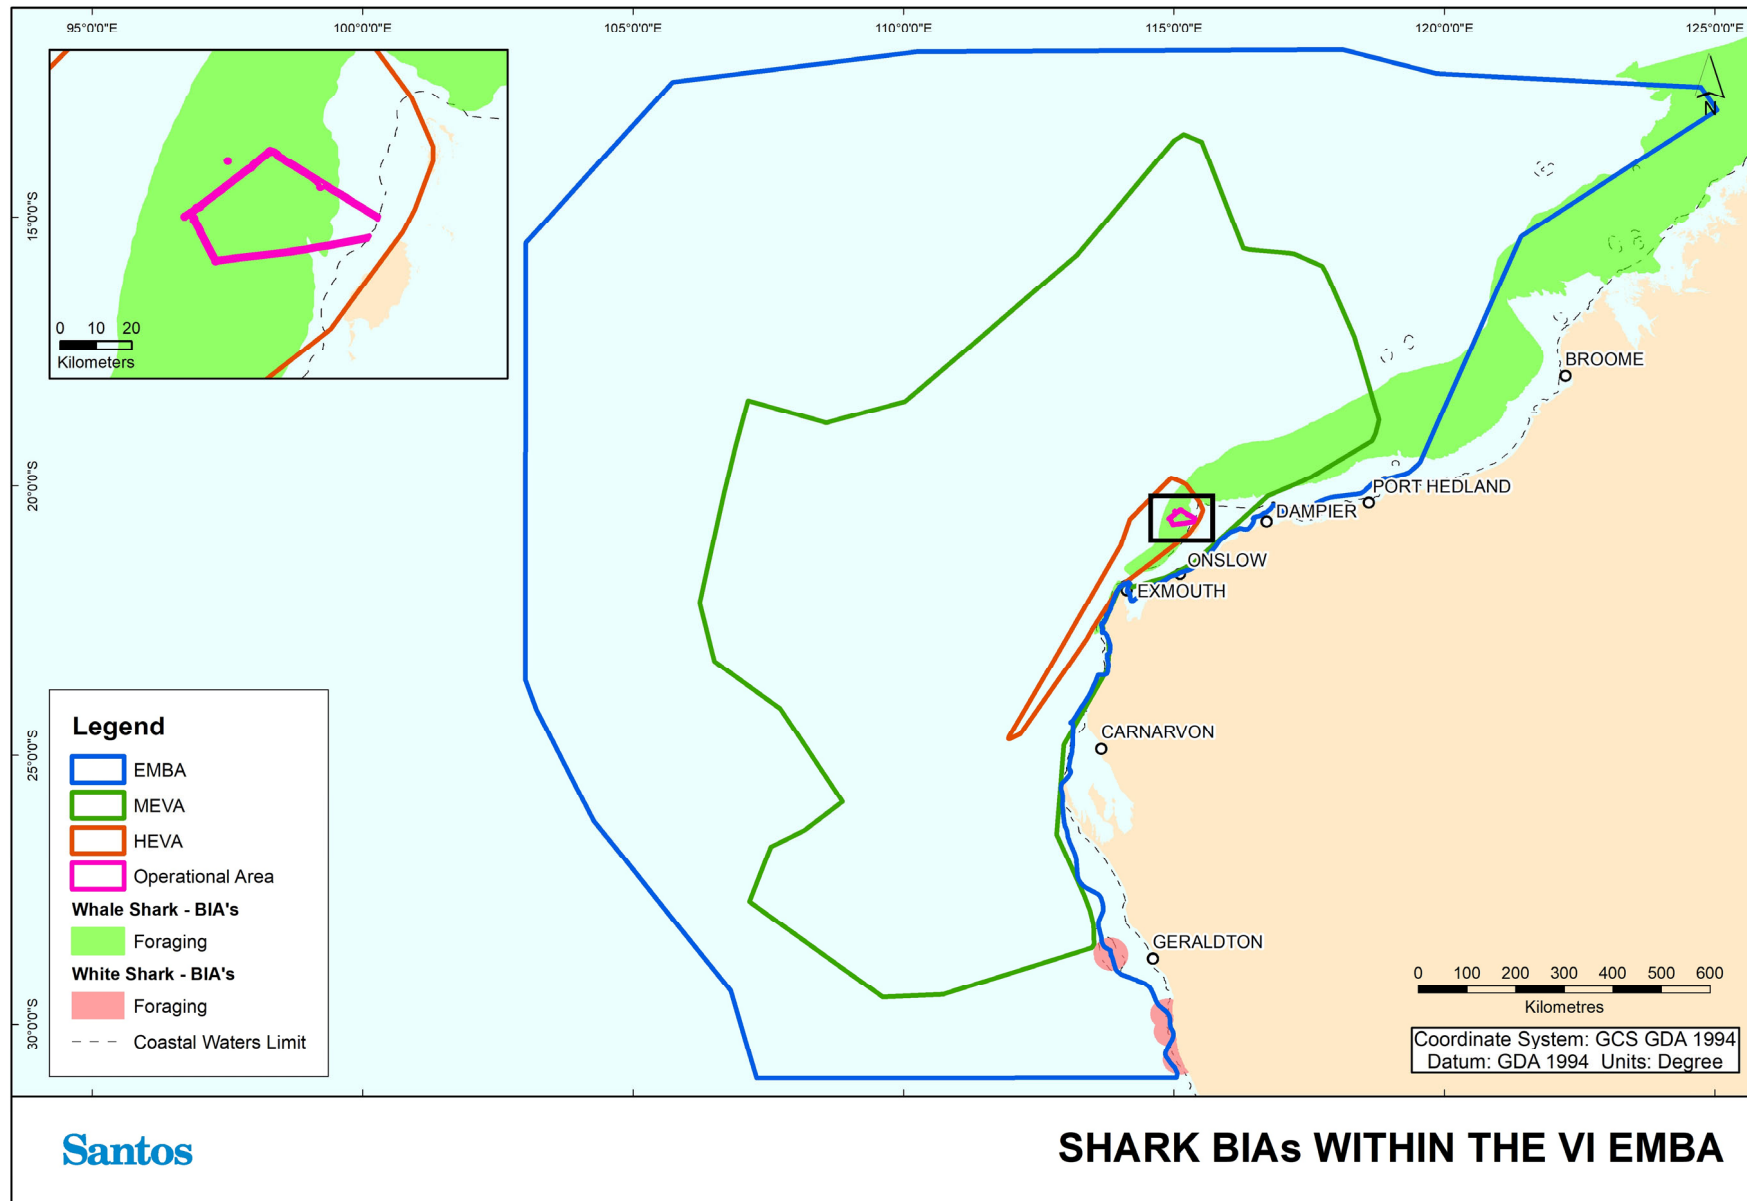 95°0'0"E 100°0'0"E 105°0'0"E 110°0'0"E 115°0'0"E 120°0'0"E 125°0'0"E
N
15°0'0"S
0 10 20
Kilometers
BROOME
20°0'0"S
PORT HEDLAND
DAMPIER
ONSLOW
EXMOUTH
CARNARVON
25°0'0"S
GERALDTON
30°0'0"S
Legend
EMBA
MEVA
HEVA
Operational Area
Whale Shark - BIA's
Foraging
White Shark - BIA's
Foraging
Coastal Waters Limit
0 100 200 300 400 500 600
Kilometres
Coordinate System: GCS GDA 1994
Datum: GDA 1994 Units: Degree
Santos
SHARK BIAs WITHIN THE VI EMBA